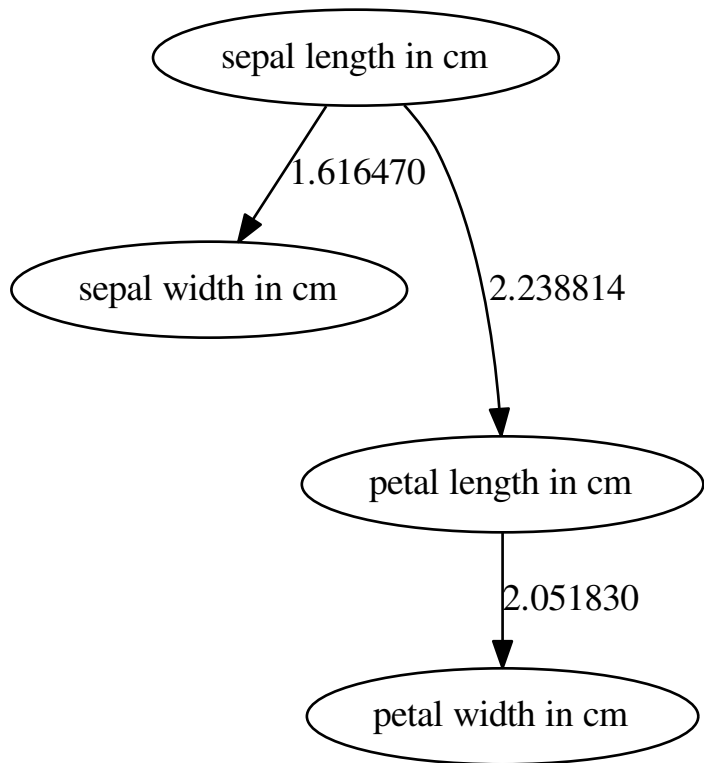 sepal length in cm
1.616470
sepal width in cm
2.238814
petal length in cm
2.051830
petal width in cm